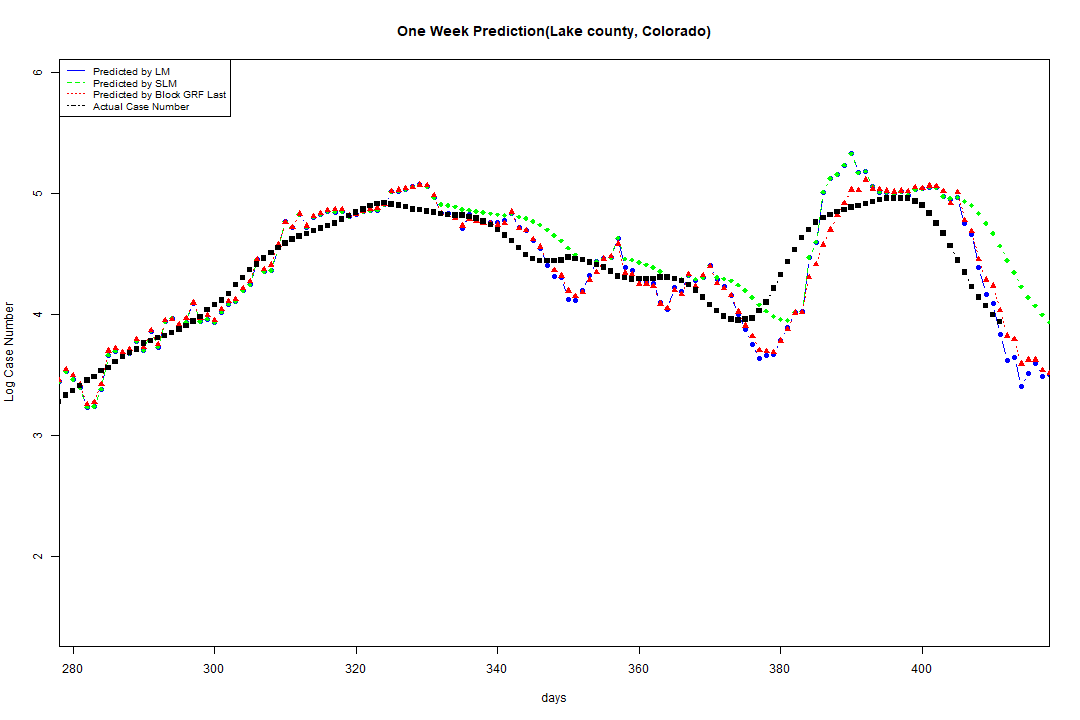 One Week Prediction(Lake county, Colorado)
Predicted by LM
Predicted by SLM
Predicted by Block GRF Last
Actual Case Number
6
5
4
3
2
Log Case Number
280 300 320 340 360 380 400
days